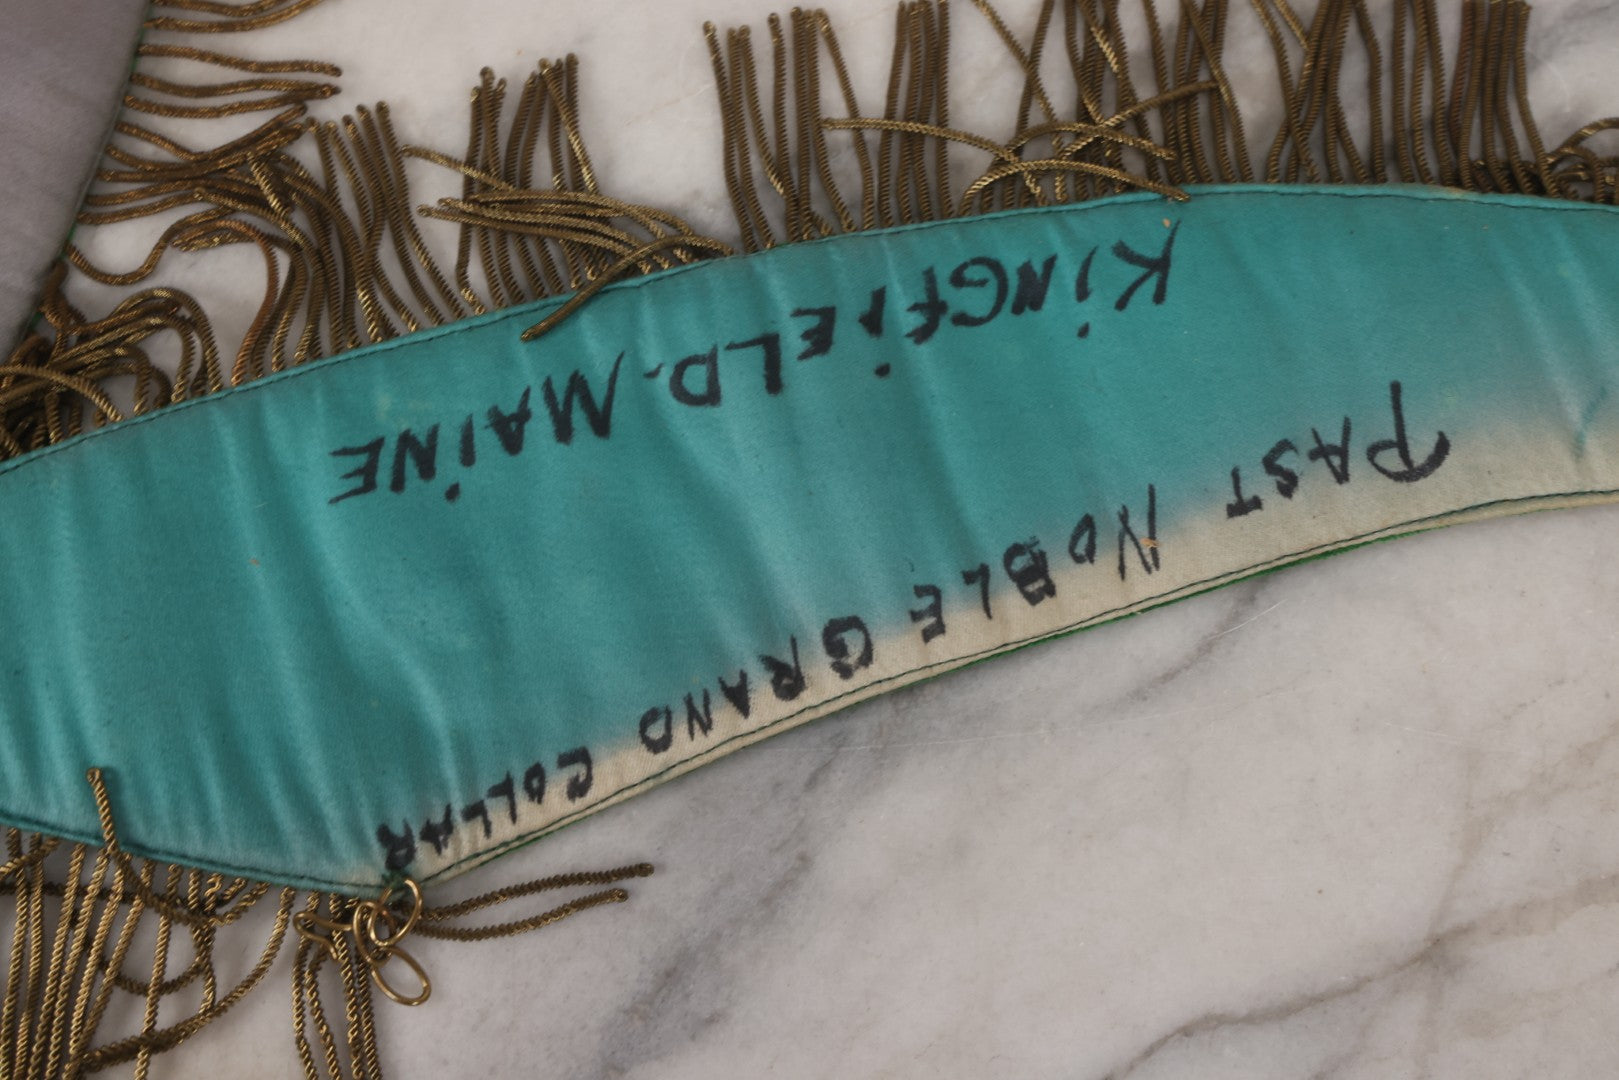 PAST NOBLE GRAND COLLAR
KiNGFiELD. MAiNE